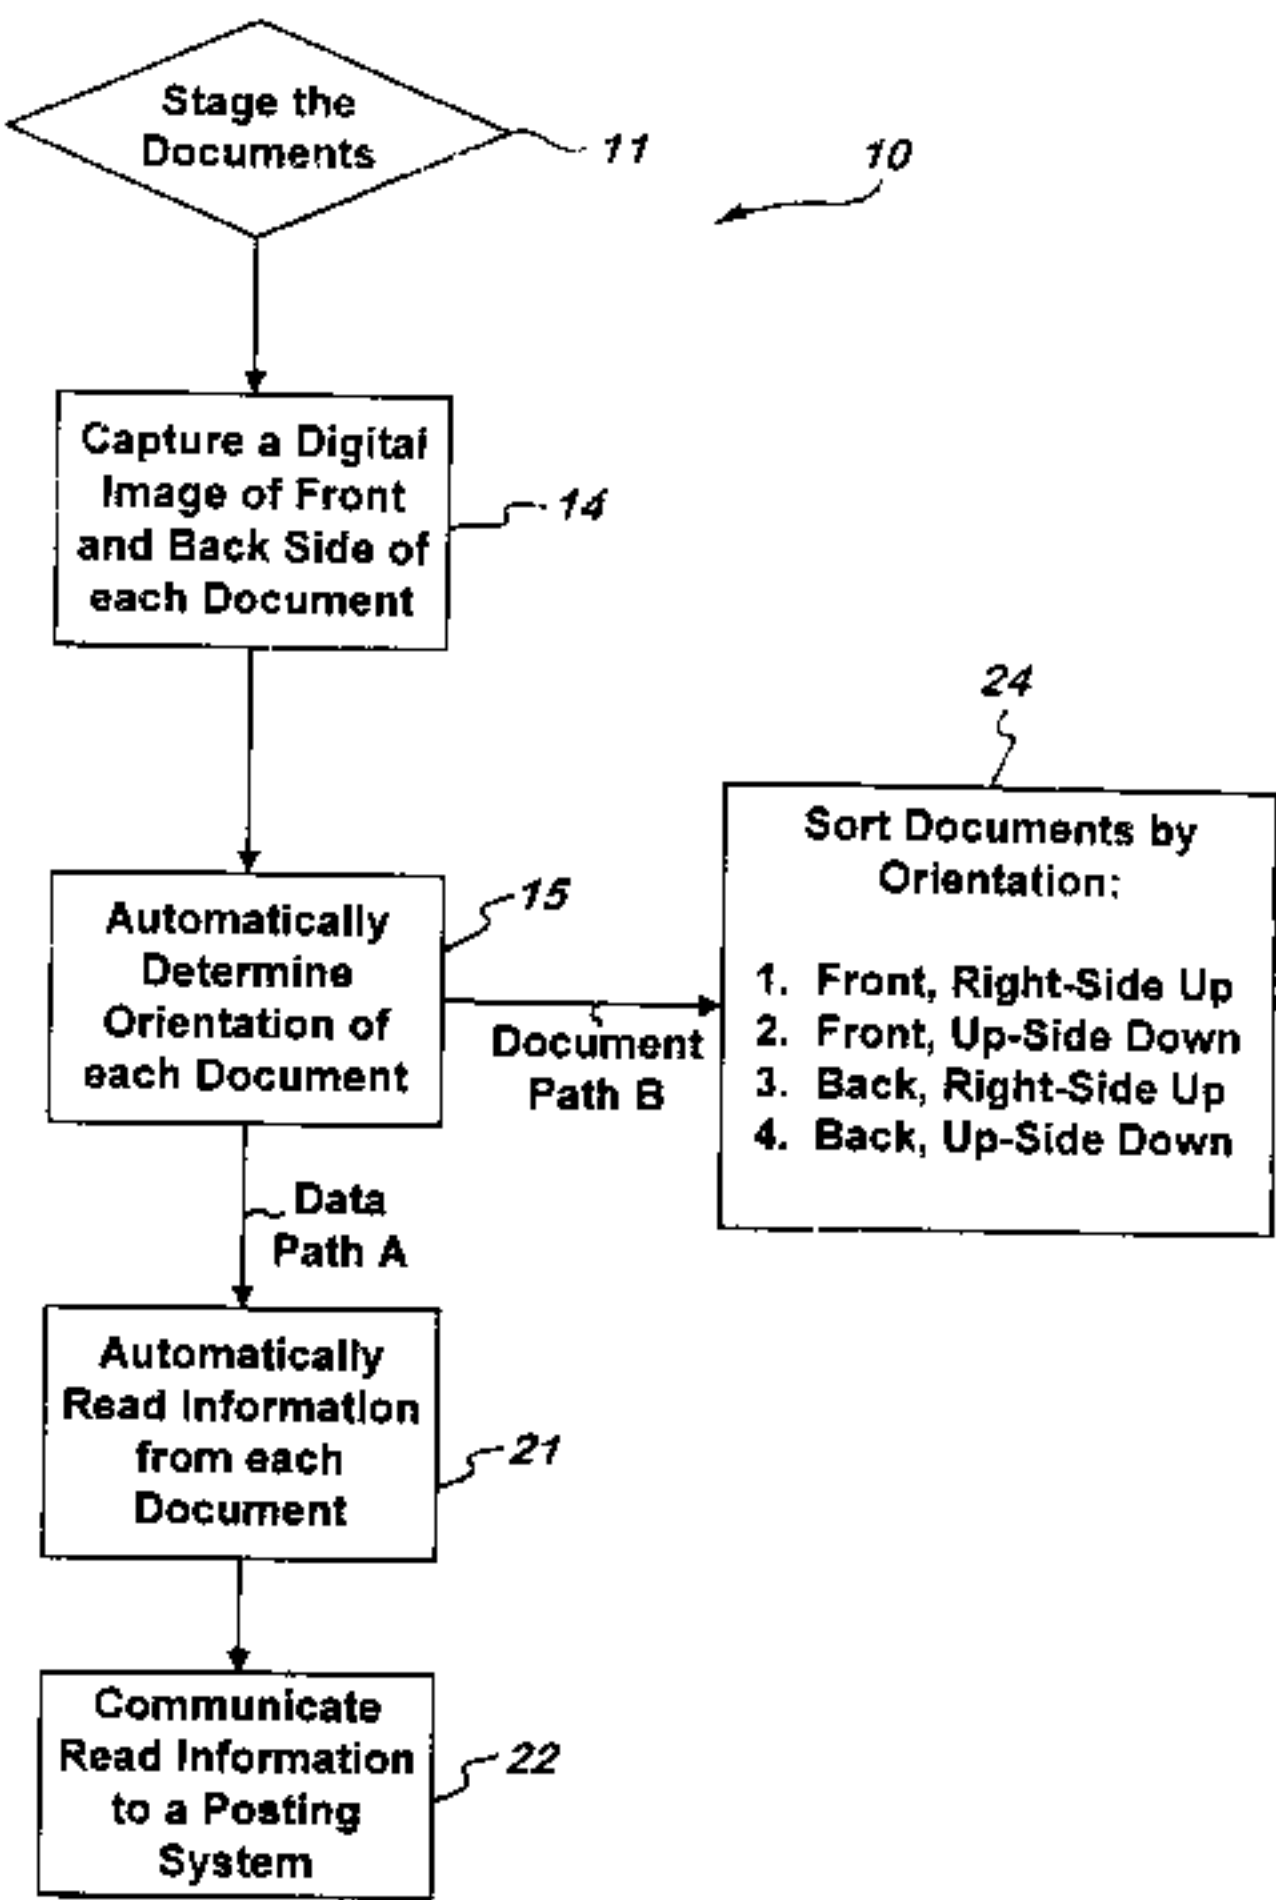 Stage the
Documents
11
10
Capture a Digital
Image of Front
and Back Side of
each Document
14
24
Sort Documents by
Orientation:
1. Front, Right-Side Up
2. Front, Up-Side Down
3. Back, Right-Side Up
4. Back, Up-Side Down
Automatically
Determine
Orientation of
each Document
15
Document
Path B
Data
Path A
Automatically
Read Information
from each
Document
21
Communicate
Read Information
to a Posting
System
22